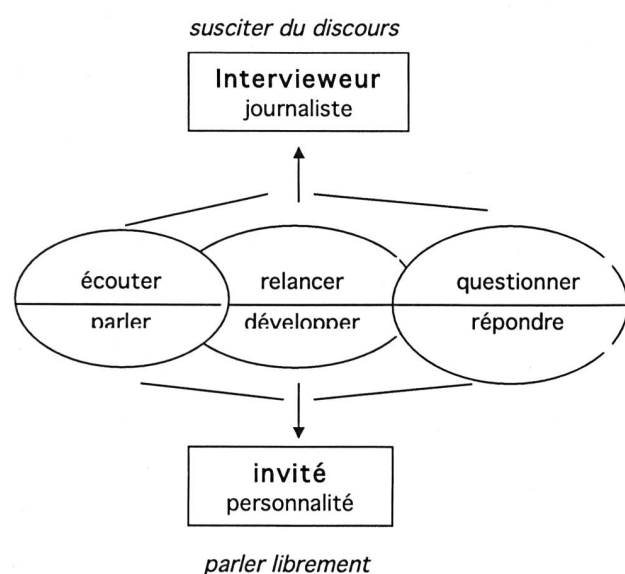 susciter du discours
Intervieweur
journaliste
écouter relancer questionner
parler développer répondre
invité
personnalité
parler librement